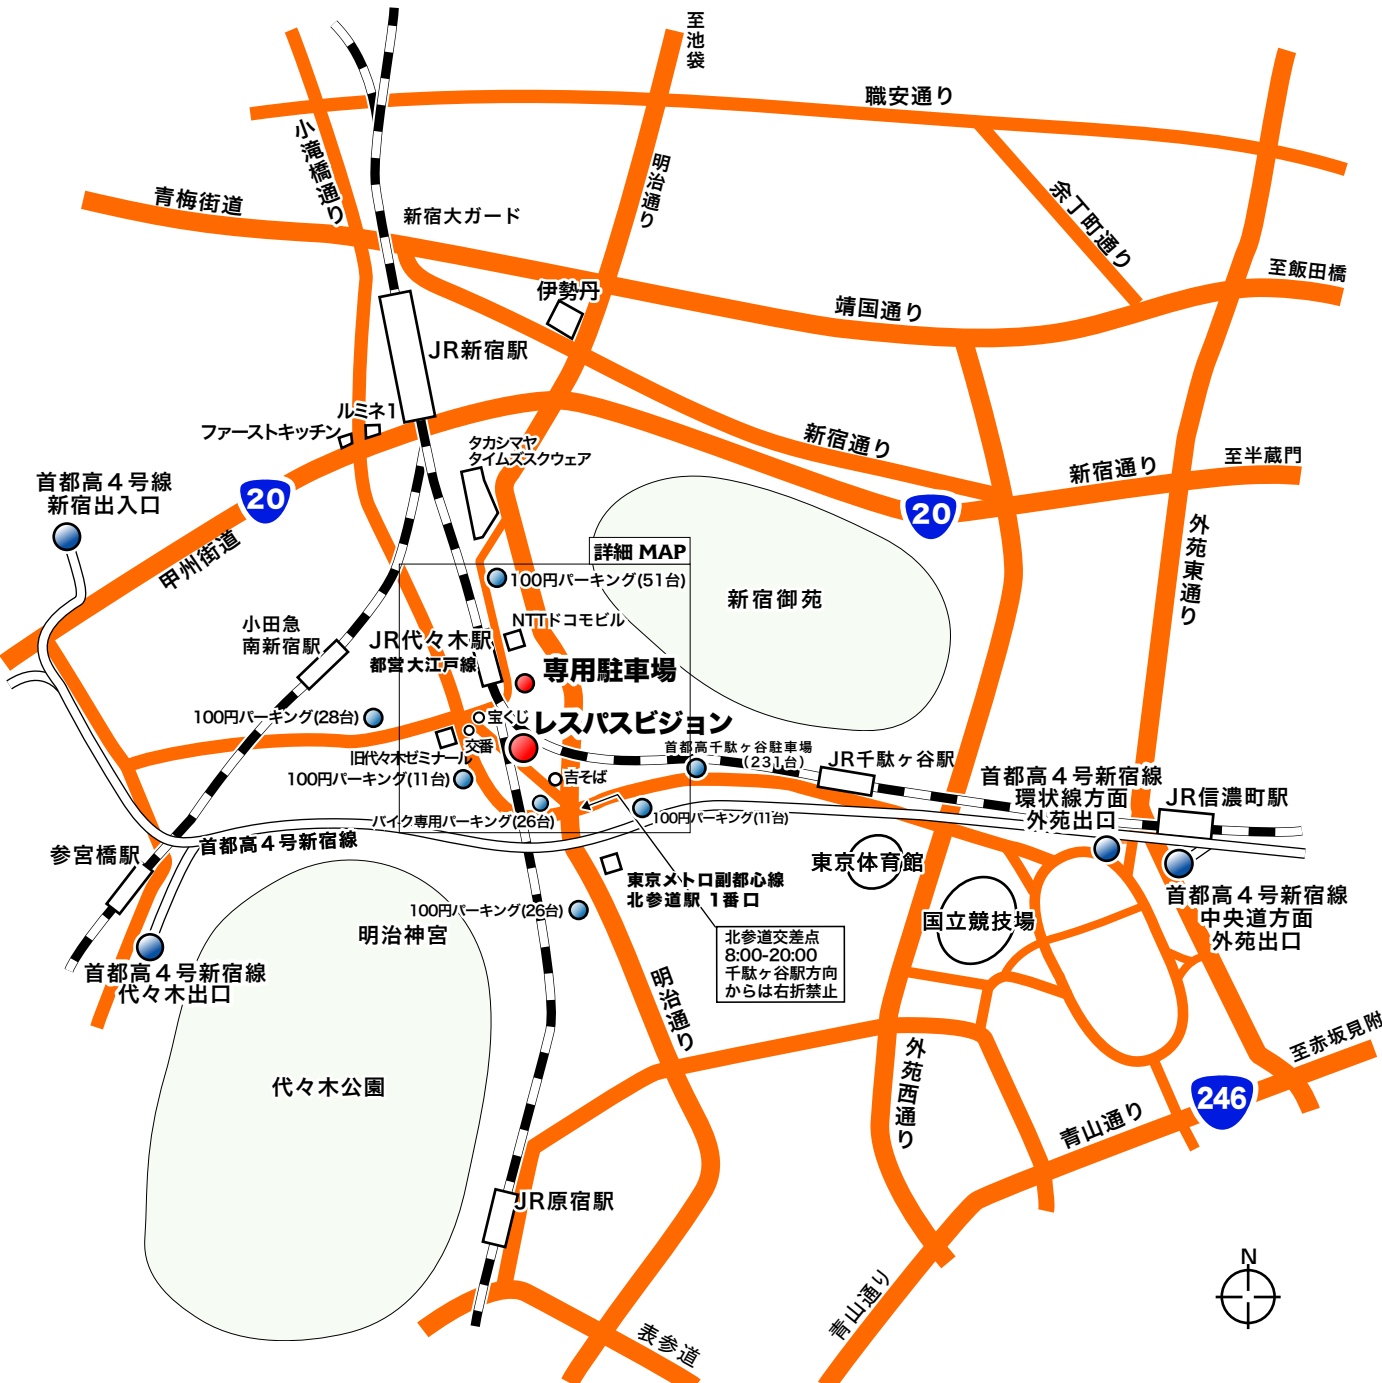 至池袋
職安通り
小滝橋通り
明治通り
余丁町通り
青梅街道
新宿大ガード
至飯田橋
伊勢丹
靖国通り
JR新宿駅
ルミネ1
ファーストキッチン
タカシマヤ
タイムズスクウェア
新宿通り
新宿通り
至半蔵門
首都高4号線
新宿出入口
20
20
甲州街道
外苑東通り
詳細 MAP
100円パーキング(51台)
新宿御苑
NTTドコモビル
小田急
南新宿駅
JR代々木駅
都営大江戸線
専用駐車場
100円パーキング(28台)
宝くじ
レスパスビジョン
交番
旧代々木ゼミナール
首都高千駄ヶ谷駐車場
(231台)
JR千駄ヶ谷駅
100円パーキング(11台)
吉そば
首都高4号新宿線
環状線方面
外苑出口
JR信濃町駅
バイク専用パーキング(26台)
100円パーキング(11台)
首都高4号新宿線
参宮橋駅
東京体育館
東京メトロ副都心線
北参道駅 1番口
首都高4号新宿線
中央道方面
外苑出口
100円パーキング(26台)
国立競技場
明治神宮
北参道交差点
8:00-20:00
千駄ヶ谷駅方向
からは右折禁止
首都高4号新宿線
代々木出口
明治通り
至赤坂見附
外苑西通り
代々木公園
246
青山通り
JR原宿駅
青山通り
表参道
N